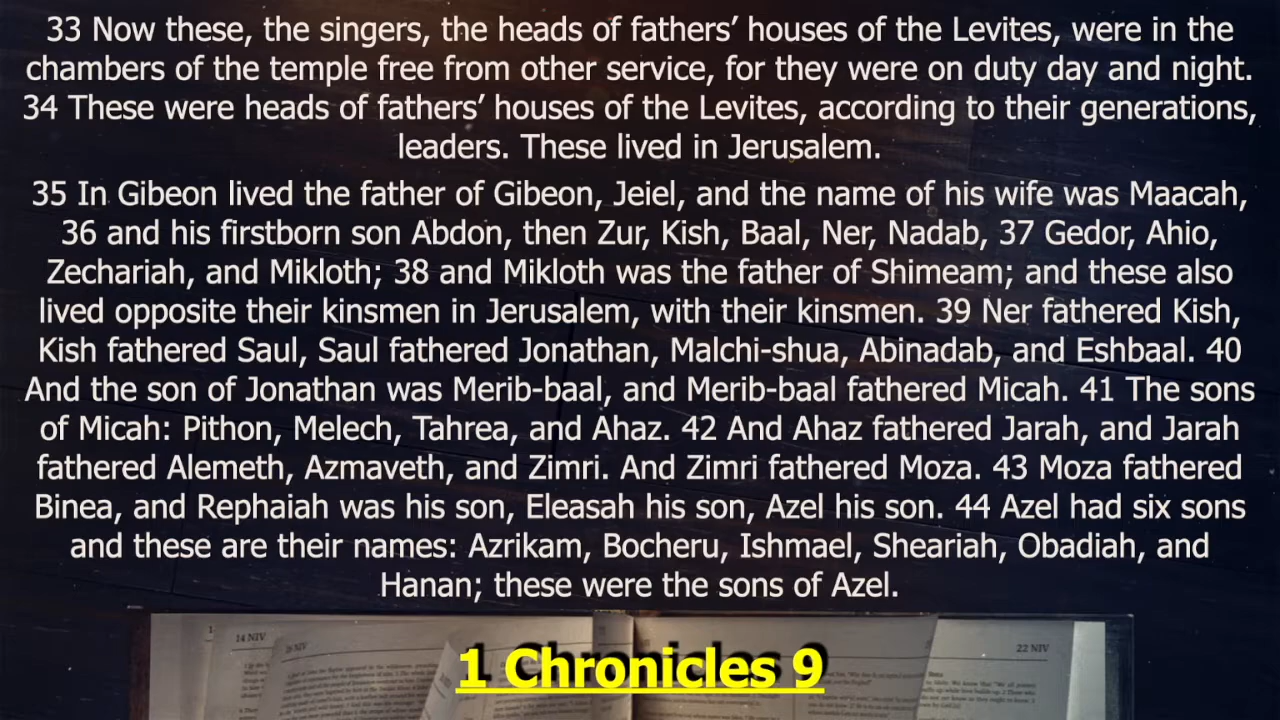 33 Now these, the singers, the heads of fathers’ houses of the Levites, were in the
chambers of the temple free from other service, for they were on duty day and night.
34 These were heads of fathers’ houses of the Levites, according to their generations,
leaders. These lived in Jerusalem.
35 In Gibeon lived the father of Gibeon, Jeiel, and the name of his wife was Maacah,
36 and his firstborn son Abdon, then Zur, Kish, Baal, Ner, Nadab, 37 Gedor, Ahio,
Zechariah, and Mikloth; 38 and Mikloth was the father of Shimeam; and these also
lived opposite their kinsmen in Jerusalem, with their kinsmen. 39 Ner fathered Kish,
Kish fathered Saul, Saul fathered Jonathan, Malchi-shua, Abinadab, and Eshbaal. 40
And the son of Jonathan was Merib-baal, and Merib-baal fathered Micah. 41 The sons
of Micah: Pithon, Melech, Tahrea, and Ahaz. 42 And Ahaz fathered Jarah, and Jarah
fathered Alemeth, Azmaveth, and Zimri. And Zimri fathered Moza. 43 Moza fathered
Binea, and Rephaiah was his son, Eleasah his son, Azel his son. 44 Azel had six sons
and these are their names: Azrikam, Bocheru, Ishmael, Sheariah, Obadiah, and
Hanan; these were the sons of Azel.
14 NIV
22 NIV
1 Chronicles 9